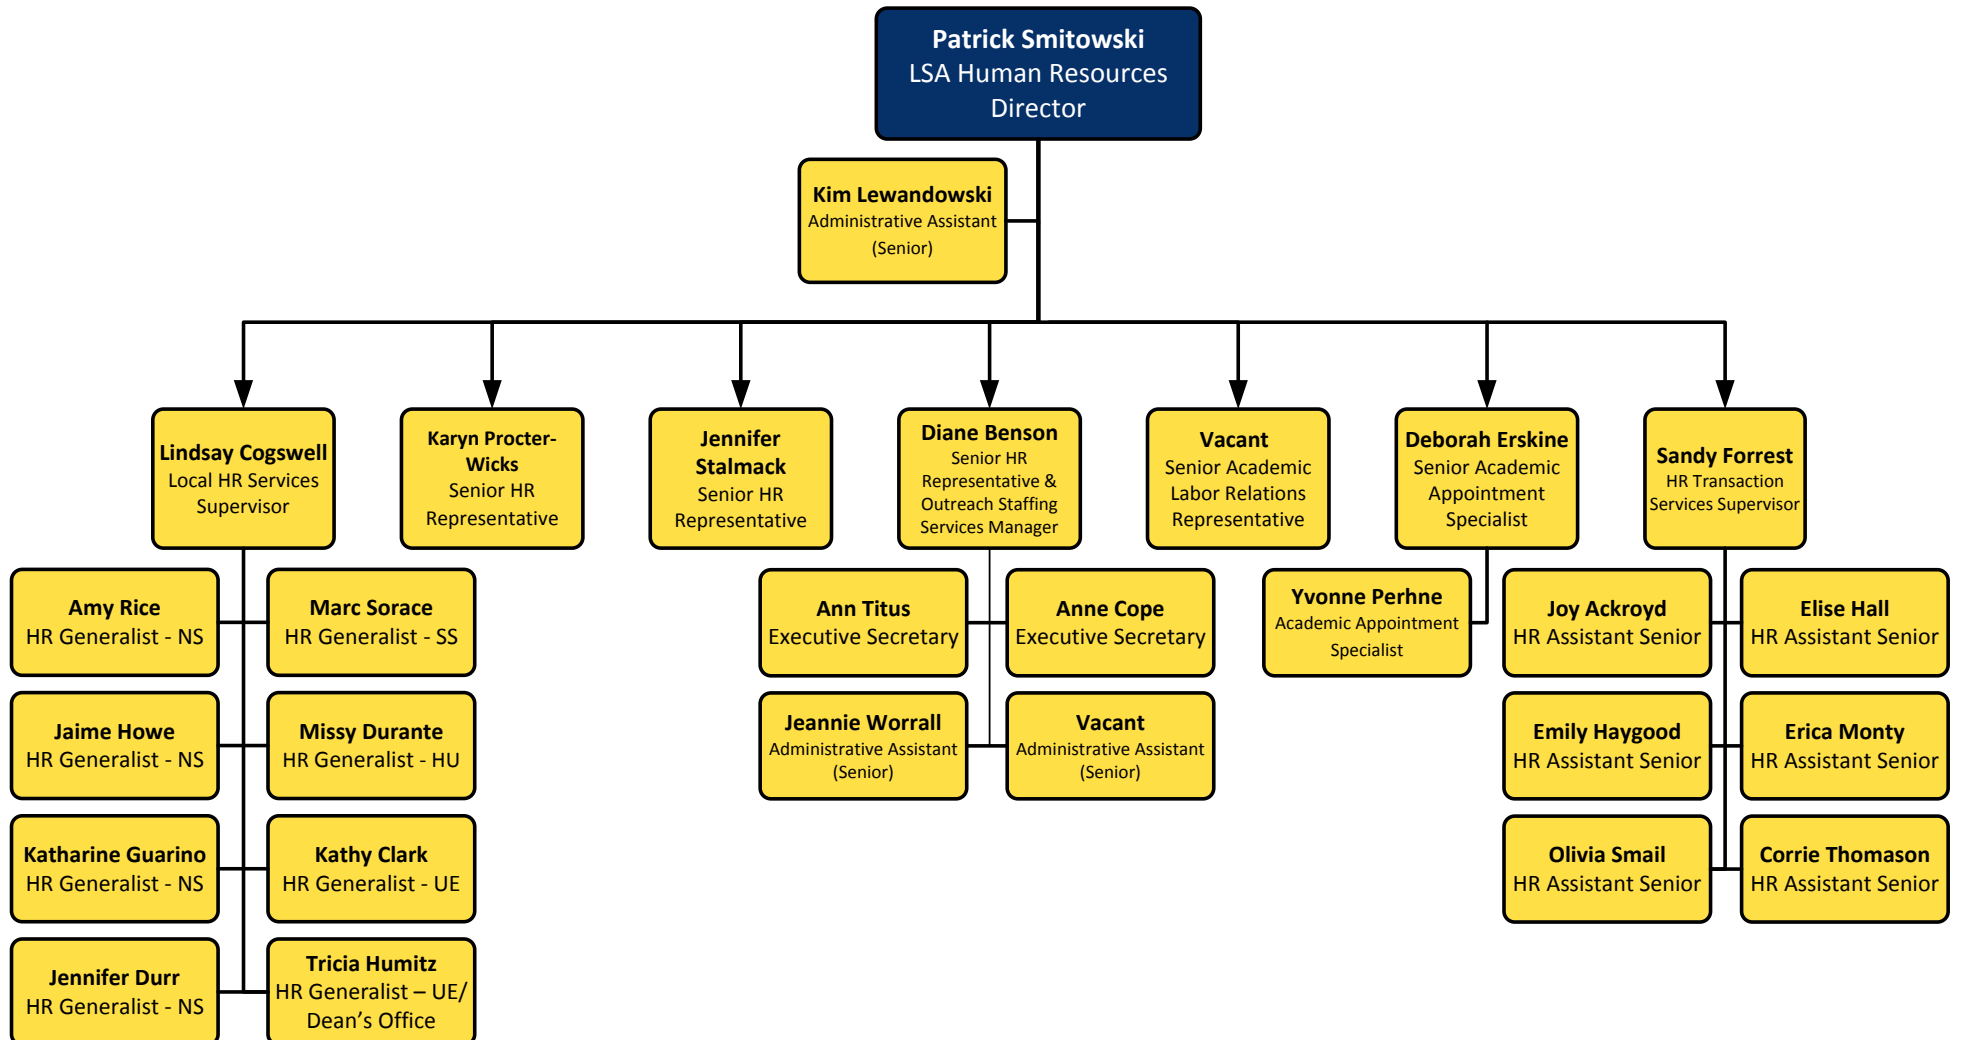 Patrick Smitowski
LSA Human Resources
Director
Kim Lewandowski
Administrative Assistant
(Senior)
Lindsay Cogswell
Local HR Services
Supervisor
Karyn Procter-
Wicks
Senior HR
Representative
Jennifer
Stalmack
Senior HR
Representative
Diane Benson
Senior HR
Representative &
Outreach Staffing
Services Manager
Vacant
Senior Academic
Labor Relations
Representative
Deborah Erskine
Senior Academic
Appointment
Specialist
Sandy Forrest
HR Transaction
Services Supervisor
Amy Rice
HR Generalist - NS
Marc Sorace
HR Generalist - SS
Ann Titus
Executive Secretary
Anne Cope
Executive Secretary
Yvonne Perhne
Academic Appointment
Specialist
Joy Ackroyd
HR Assistant Senior
Elise Hall
HR Assistant Senior
Jaime Howe
HR Generalist - NS
Missy Durante
HR Generalist - HU
Jeannie Worrall
Administrative Assistant
(Senior)
Vacant
Administrative Assistant
(Senior)
Emily Haygood
HR Assistant Senior
Erica Monty
HR Assistant Senior
Katharine Guarino
HR Generalist - NS
Kathy Clark
HR Generalist - UE
Olivia Smail
HR Assistant Senior
Corrie Thomason
HR Assistant Senior
Jennifer Durr
HR Generalist - NS
Tricia Humitz
HR Generalist – UE/
Dean’s Office